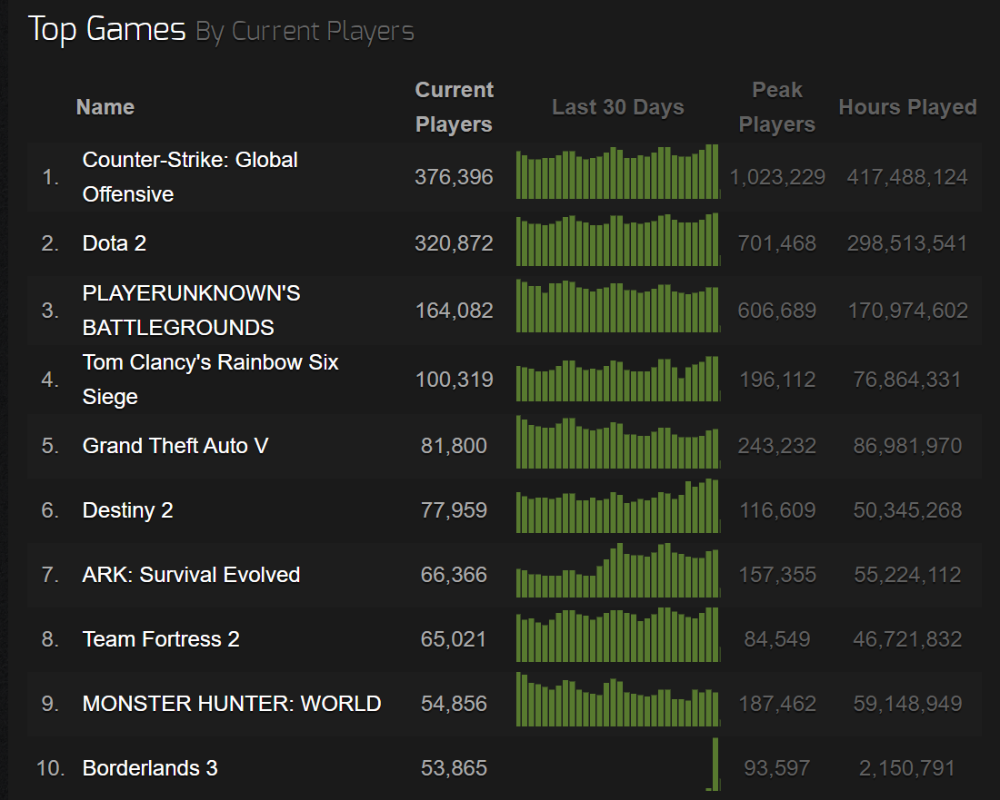 Top Games By Current Players
Name Current Players Last 30 Days Peak Players Hours Played
1. Counter-Strike: Global Offensive 376,396 1,023,229 417,488,124
2. Dota 2 320,872 701,468 298,513,541
3. PLAYERUNKNOWN'S BATTLEGROUNDS 164,082 606,689 170,974,602
4. Tom Clancy's Rainbow Six Siege 100,319 196,112 76,864,331
5. Grand Theft Auto V 81,800 243,232 86,981,970
6. Destiny 2 77,959 116,609 50,345,268
7. ARK: Survival Evolved 66,366 157,355 55,224,112
8. Team Fortress 2 65,021 84,549 46,721,832
9. MONSTER HUNTER: WORLD 54,856 187,462 59,148,949
10. Borderlands 3 53,865 93,597 2,150,791